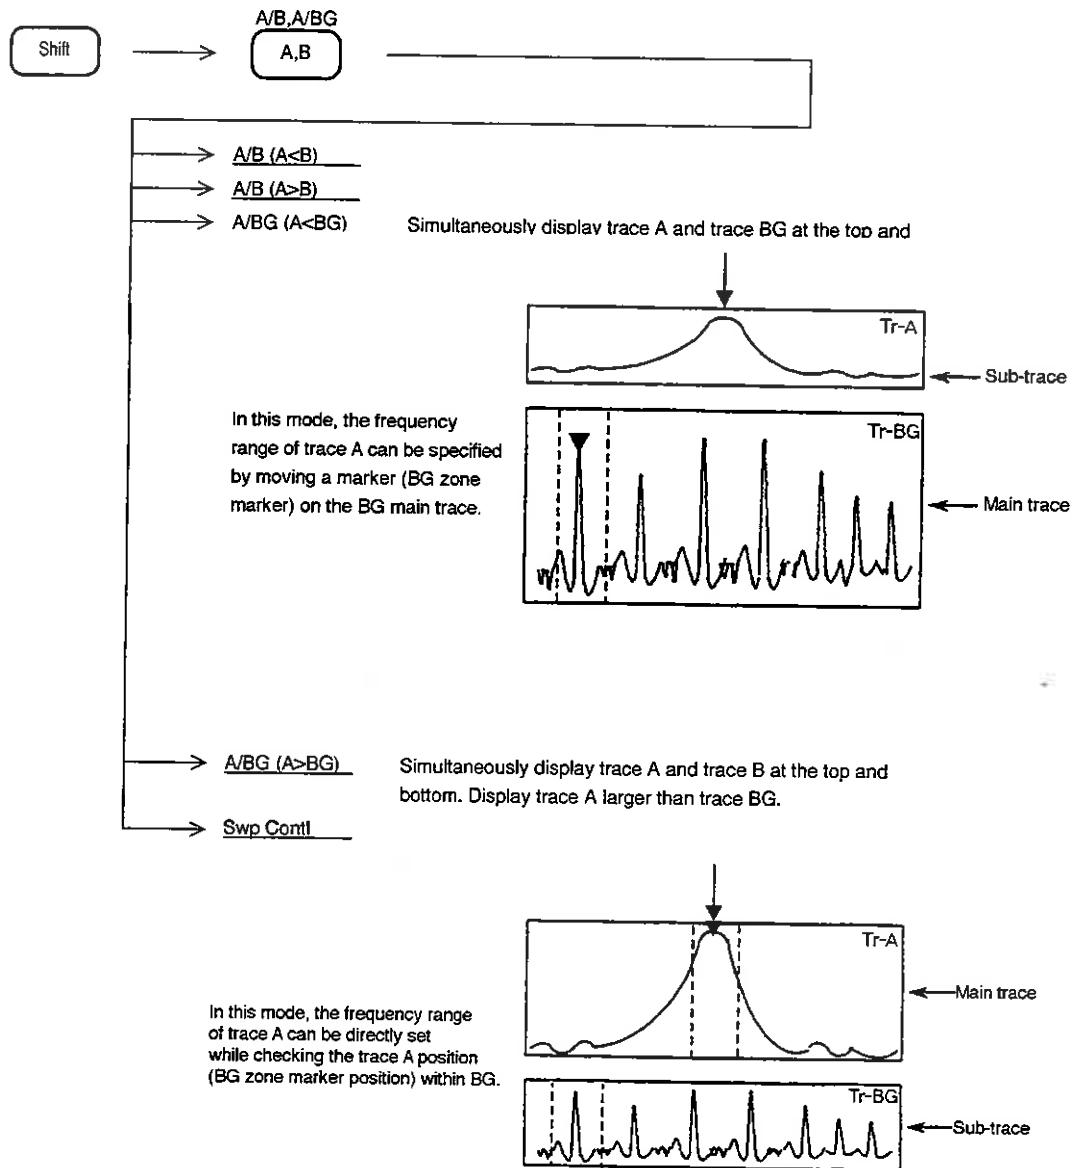 A/B,A/BG
Shift
A,B
A/B (A<B)
A/B (A>B)
A/BG (A<BG)
Simultaneously display trace A and trace BG at the top and
Tr-A
Sub-trace
In this mode, the frequency
range of trace A can be specified
by moving a marker (BG zone
marker) on the BG main trace.
Tr-BG
Main trace
A/BG (A>BG)
Simultaneously display trace A and trace B at the top and
bottom. Display trace A larger than trace BG.
Swp Contl
Tr-A
Main trace
In this mode, the frequency range
of trace A can be directly set
while checking the trace A position
(BG zone marker position) within BG.
Tr-BG
Sub-trace